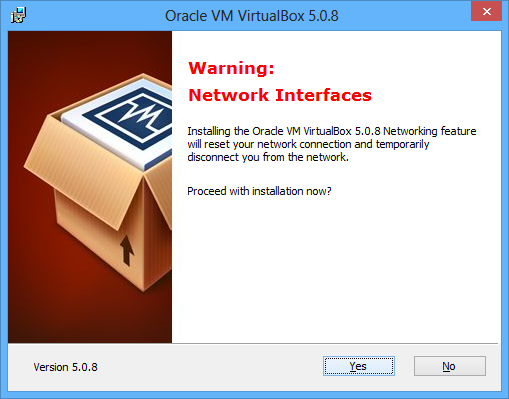 Oracle VM VirtualBox 5.0.8
Warning:
Network Interfaces
Installing the Oracle VM VirtualBox 5.0.8 Networking feature
will reset your network connection and temporarily
disconnect you from the network.
Proceed with installation now?
VM
Version 5.0.8
Yes
No